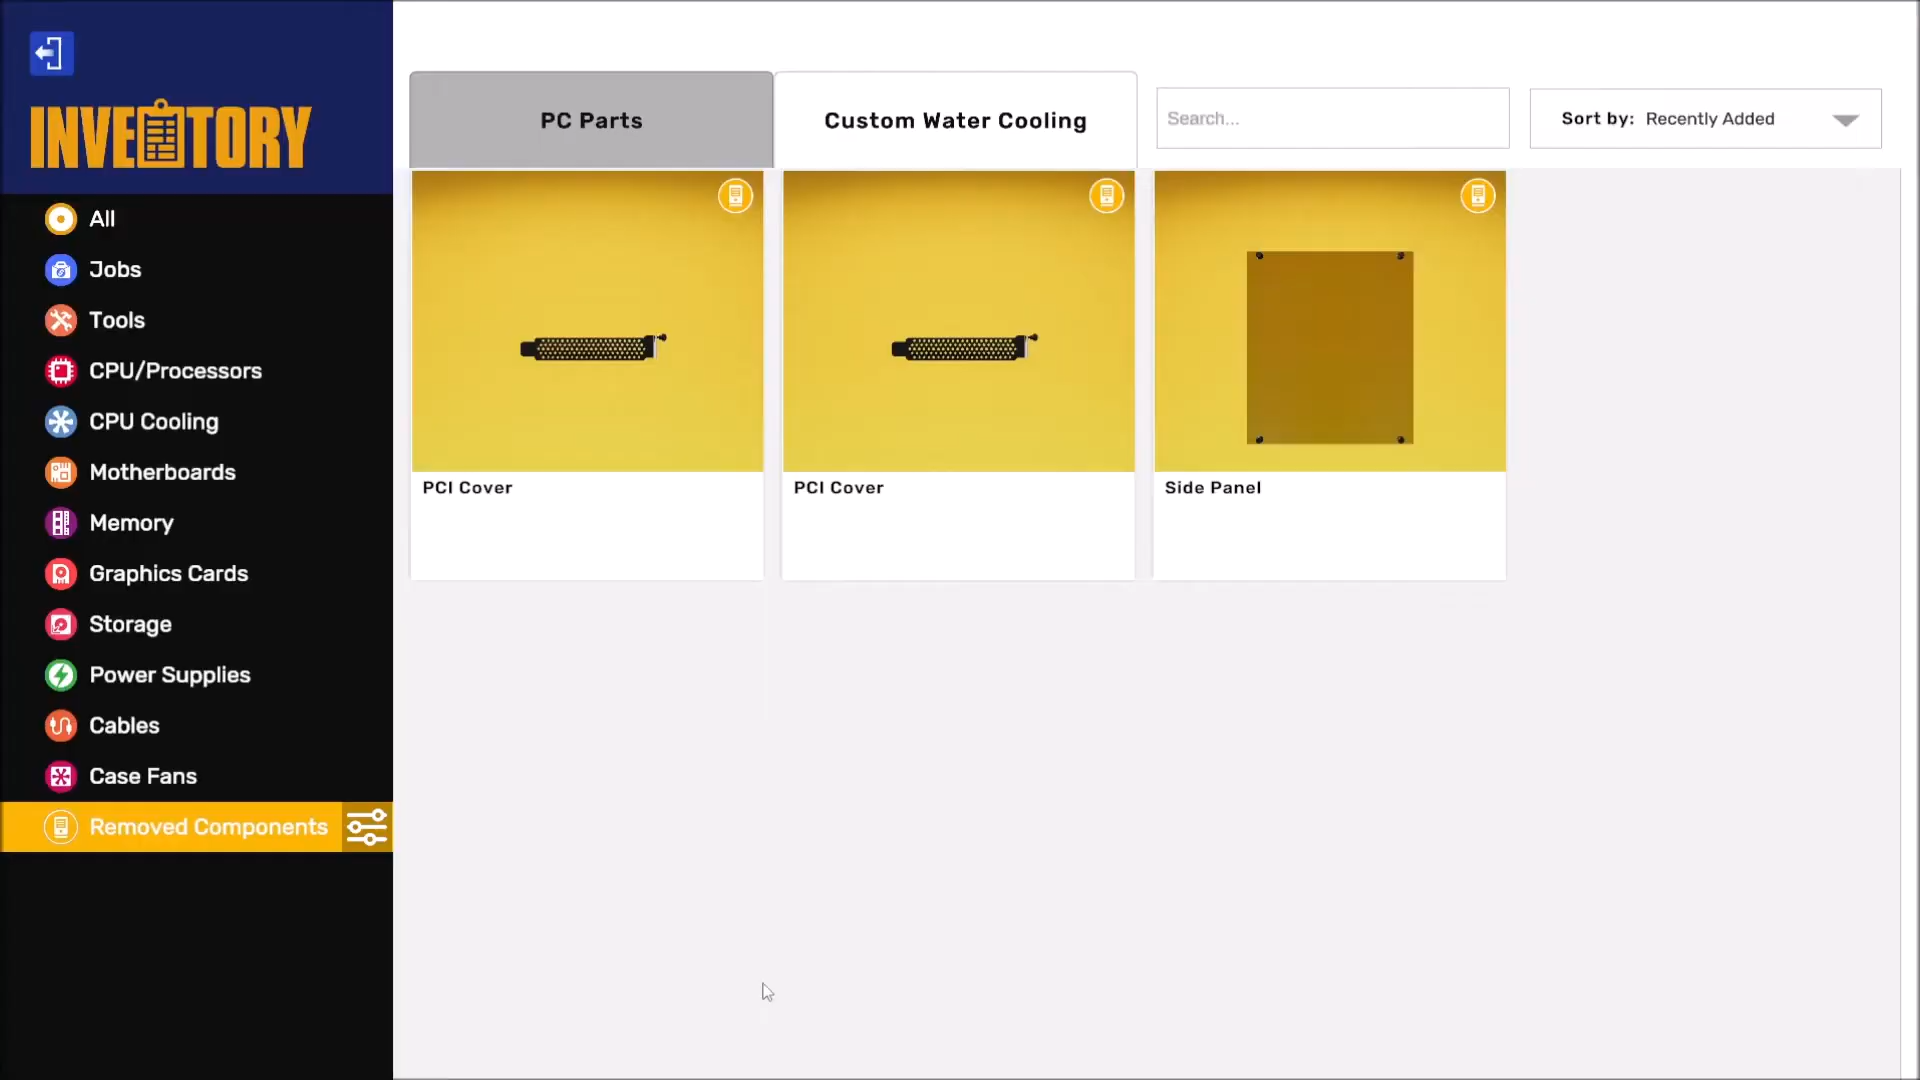 INVENTORY
PC Parts
Custom Water Cooling
Search...
Sort by: Recently Added
All
Jobs
Tools
CPU/Processors
CPU Cooling
Motherboards
Memory
Graphics Cards
Storage
Power Supplies
Cables
Case Fans
Removed Components
PCI Cover
PCI Cover
Side Panel